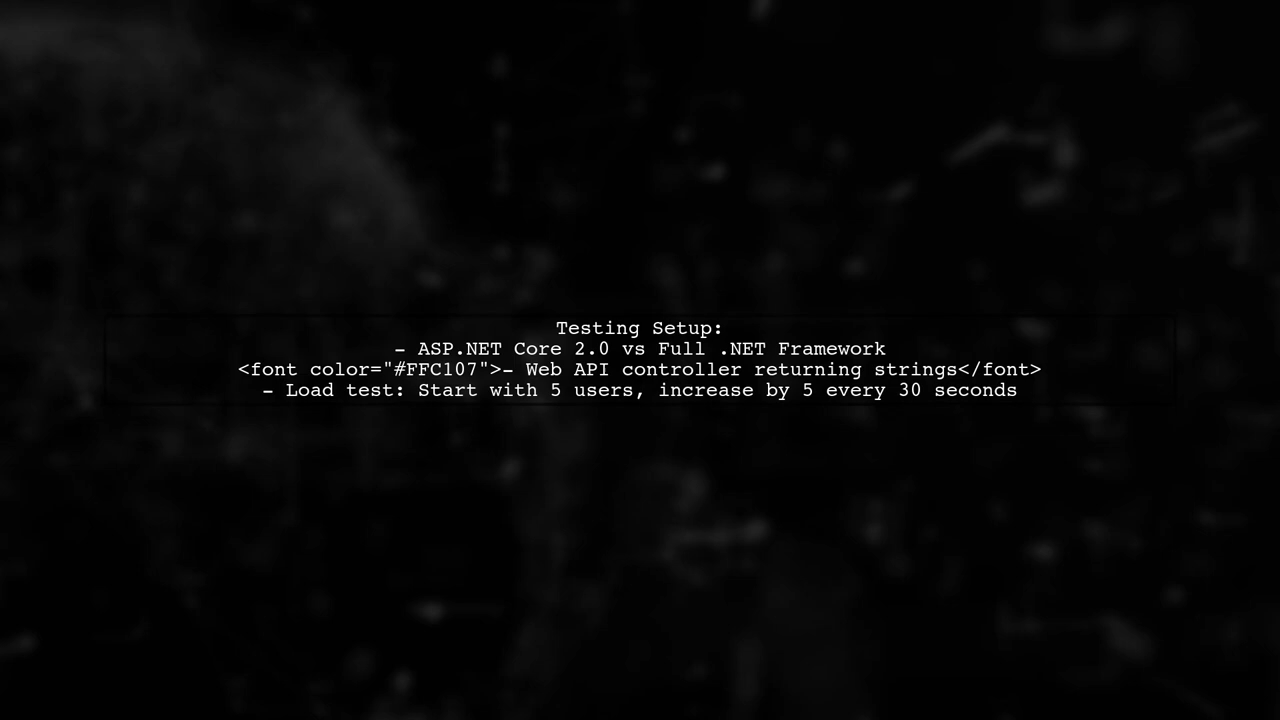 Testing Setup:
- ASP.NET Core 2.0 vs Full .NET Framework
<font color="#FFC107">- Web API controller returning strings</font>
- Load test: Start with 5 users, increase by 5 every 30 seconds